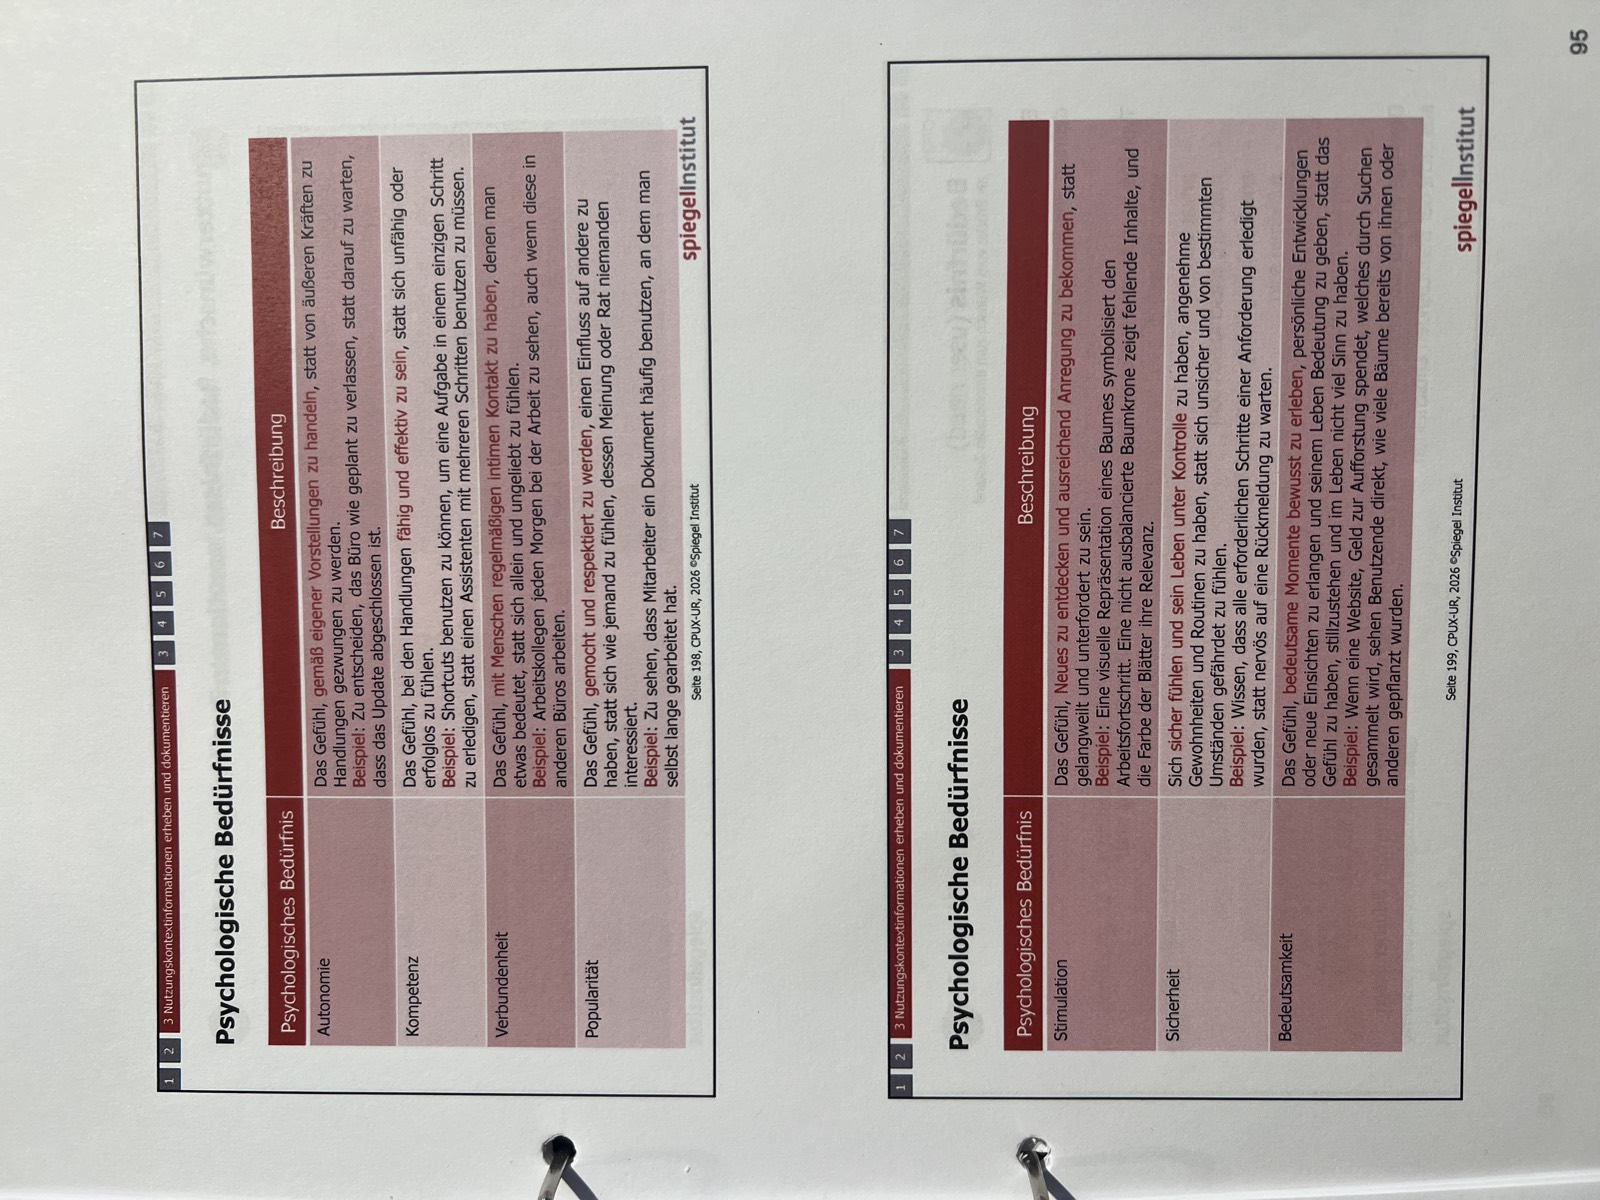 1 2 3 Nutzungskontextinformationen erheben und dokumentieren 3 4 5 6 7
Psychologische Bedürfnisse
Psychologisches Bedürfnis Beschreibung
Autonomie
Das Gefühl, gemäß eigener Vorstellungen zu handeln, statt von äußeren Kräften zu
Handlungen gezwungen zu werden.
Beispiel: Zu entscheiden, das Büro wie geplant zu verlassen, statt darauf zu warten,
dass das Update abgeschlossen ist.
Kompetenz
Das Gefühl, bei den Handlungen fähig und effektiv zu sein, statt sich unfähig oder
erfolglos zu fühlen.
Beispiel: Shortcuts benutzen zu können, um eine Aufgabe in einem einzigen Schritt
zu erledigen, statt einen Assistenten mit mehreren Schritten benutzen zu müssen.
Verbundenheit
Das Gefühl, mit Menschen regelmäßigen intimen Kontakt zu haben, denen man
etwas bedeutet, statt sich allein und ungeliebt zu fühlen.
Beispiel: Arbeitskollegen jeden Morgen bei der Arbeit zu sehen, auch wenn diese in
anderen Büros arbeiten.
Popularität
Das Gefühl, gemocht und respektiert zu werden, einen Einfluss auf andere zu
haben, statt sich wie jemand zu fühlen, dessen Meinung oder Rat niemanden
interessiert.
Beispiel: Zu sehen, dass Mitarbeiter ein Dokument häufig benutzen, an dem man
selbst lange gearbeitet hat.
Seite 198, CPUX-UR, 2026 ©Spiegel Institut
spiegelInstitut
1 2 3 Nutzungskontextinformationen erheben und dokumentieren 3 4 5 6 7
Psychologische Bedürfnisse
Psychologisches Bedürfnis Beschreibung
Stimulation
Das Gefühl, Neues zu entdecken und ausreichend Anregung zu bekommen, statt
gelangweilt und unterfordert zu sein.
Beispiel: Eine visuelle Repräsentation eines Baumes symbolisiert den
Arbeitsfortschritt. Eine nicht ausbalancierte Baumkrone zeigt fehlende Inhalte, und
die Farbe der Blätter ihre Relevanz.
Sicherheit
Sich sicher fühlen und sein Leben unter Kontrolle zu haben, angenehme
Gewohnheiten und Routinen zu haben, statt sich unsicher und von bestimmten
Umständen gefährdet zu fühlen.
Beispiel: Wissen, dass alle erforderlichen Schritte einer Anforderung erledigt
wurden, statt nervös auf eine Rückmeldung zu warten.
Bedeutsamkeit
Das Gefühl, bedeutsame Momente bewusst zu erleben, persönliche Entwicklungen
oder neue Einsichten zu erlangen und seinem Leben Bedeutung zu geben, statt das
Gefühl zu haben, stillzustehen und im Leben nicht viel Sinn zu haben.
Beispiel: Wenn eine Website, Geld zur Aufforstung spendet, welches durch Suchen
gesammelt wird, sehen Benutzende direkt, wie viele Bäume bereits von ihnen oder
anderen gepflanzt wurden.
Seite 199, CPUX-UR, 2026 ©Spiegel Institut
spiegelInstitut
95